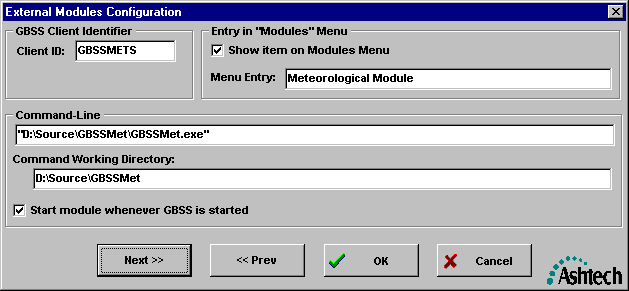 External Modules Configuration
GBSS Client Identifier
Client ID: GBSSMETS
Entry in "Modules" Menu
Show item on Modules Menu
Menu Entry: Meteorological Module
Command-Line
"D:\Source\GBSSMet\GBSSMet.exe"
Command Working Directory:
D:\Source\GBSSMet
Start module whenever GBSS is started
Next >> << Prev OK Cancel
Ashtech